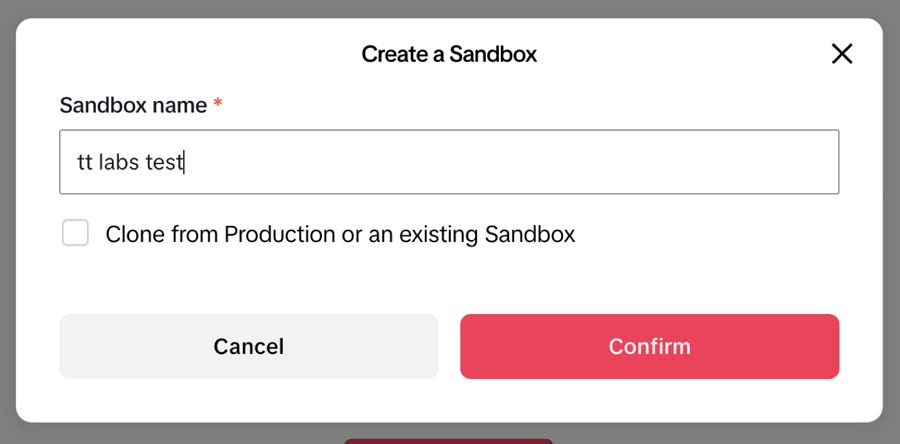 Create a Sandbox
Sandbox name *
tt labs test
Clone from Production or an existing Sandbox
Cancel
Confirm